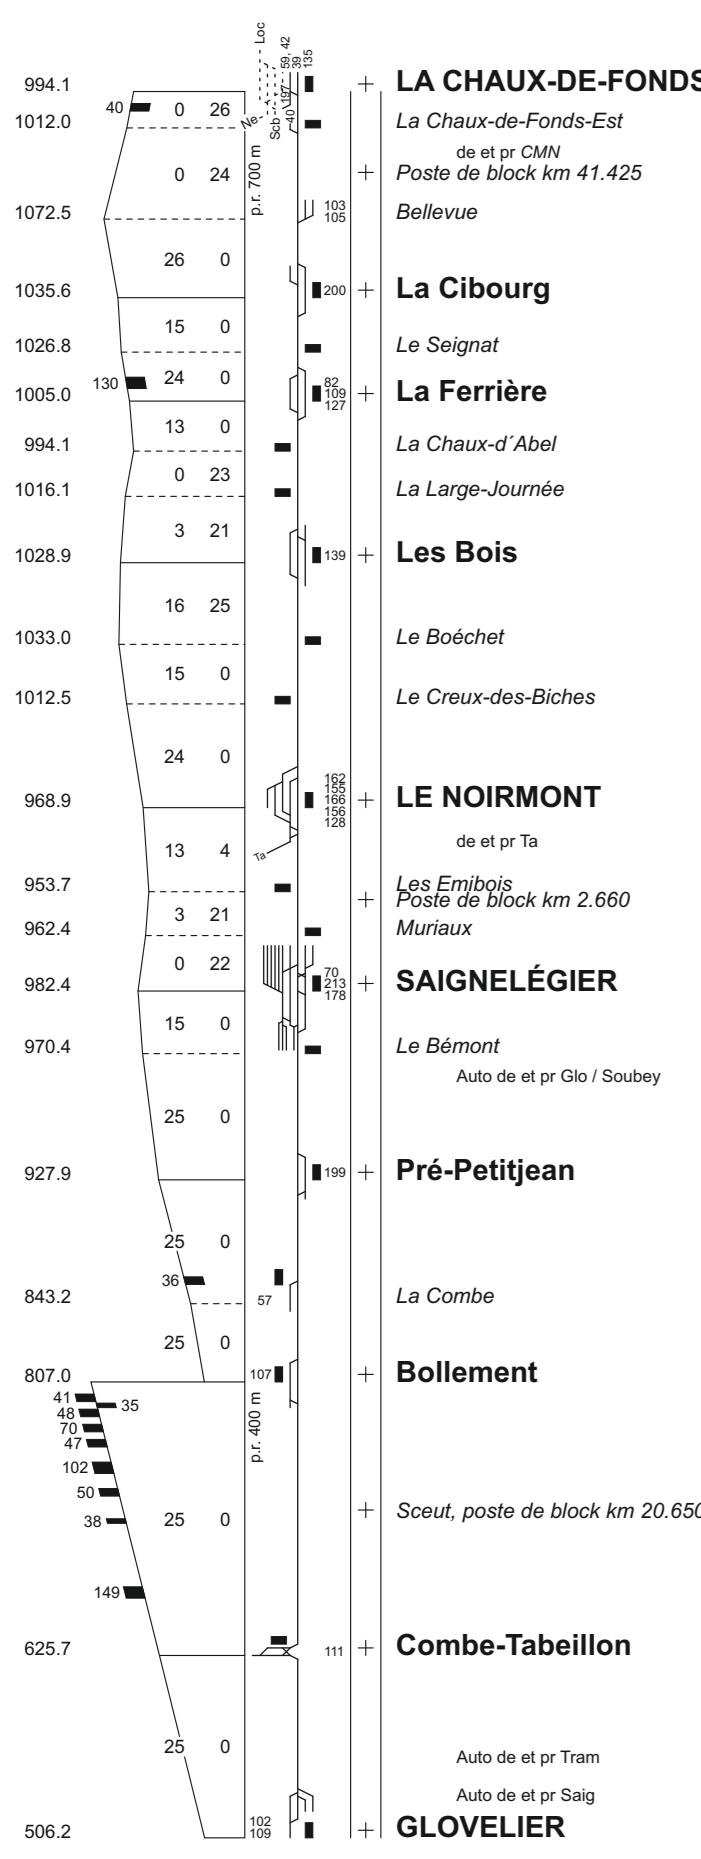 Loc
59, 42
39
135
994.1 + LA CHAUX-DE-FONDS
40 0 26 Ne Scb 40 197
1012.0 La Chaux-de-Fonds-Est
de et pr CMN
0 24 p.r. 700 m + Poste de block km 41.425
1072.5 103 105 Bellevue
26 0
1035.6 200 + La Cibourg
15 0
1026.8 Le Seignat
130 24 0
1005.0 82 109 127 + La Ferrière
13 0
994.1 La Chaux-d´Abel
0 23
1016.1 La Large-Journée
3 21
1028.9 139 + Les Bois
16 25
1033.0 Le Boéchet
15 0
1012.5 Le Creux-des-Biches
24 0
968.9 162 155 166 156 128 + LE NOIRMONT
de et pr Ta
13 4 Ta
953.7 Les Emibois
+ Poste de block km 2.660
3 21
962.4 Muriaux
0 22
982.4 70 213 178 + SAIGNELÉGIER
15 0
970.4 Le Bémont
Auto de et pr Glo / Soubey
25 0
927.9 199 + Pré-Petitjean
25 0
36
843.2 57 La Combe
25 0
807.0 107 + Bollement
41
35
48
70
47
p.r. 400 m
102
50
38 25 0 + Sceut, poste de block km 20.650
149
625.7 111 + Combe-Tabeillon
25 0
Auto de et pr Tram
Auto de et pr Saig
506.2 102 109 + GLOVELIER